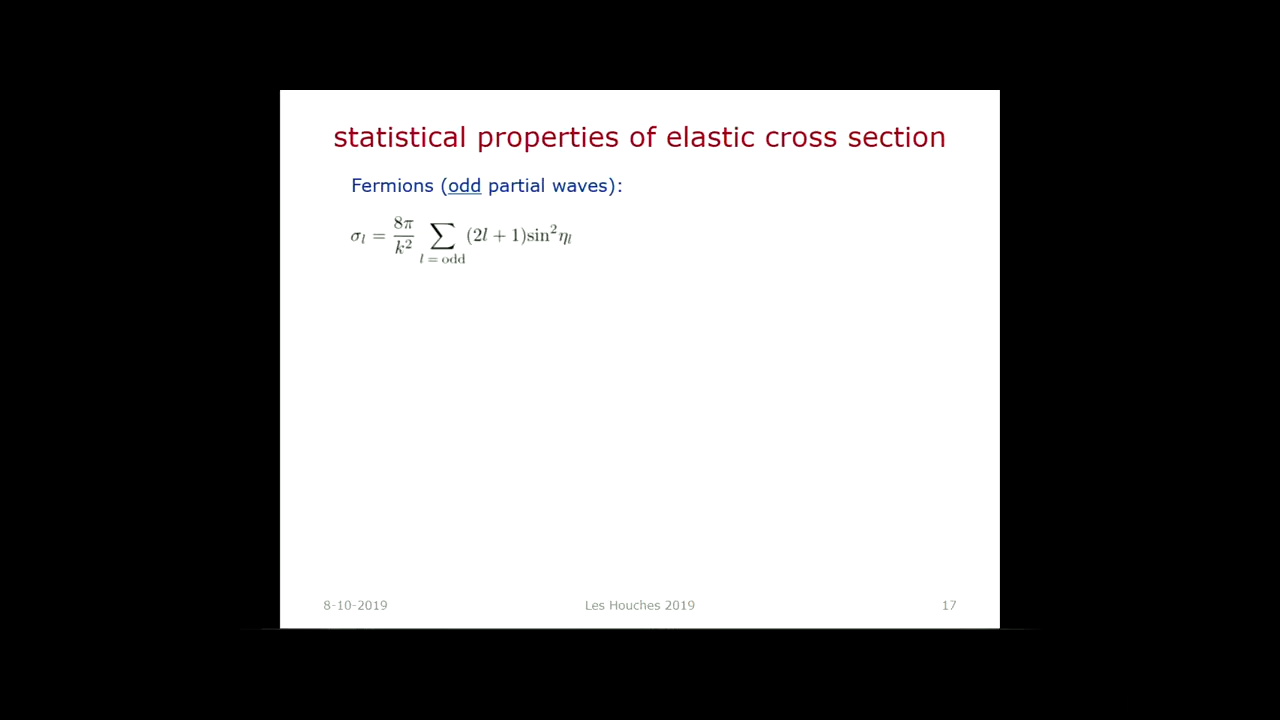 statistical properties of elastic cross section
Fermions (odd partial waves):
σ_l = 8π/k² ∑_{l = odd} (2l + 1)sin²η_l
8-10-2019 Les Houches 2019 17